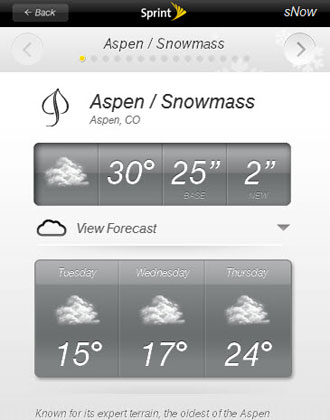 Back Sprint sNow
Aspen / Snowmass
Aspen / Snowmass
Aspen, CO
30° 25” 2”
BASE NEW
View Forecast
Tuesday Wednesday Thursday
15° 17° 24°
Known for its expert terrain, the oldest of the Aspen